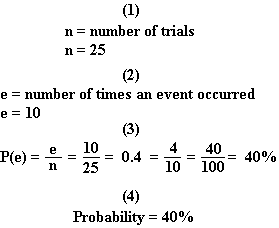 (1)
n = number of trials
n = 25
(2)
e = number of times an event occurred
e = 10
(3)
P(e) = e/n = 10/25 = 0.4 = 4/10 = 40/100 = 40%
(4)
Probability = 40%